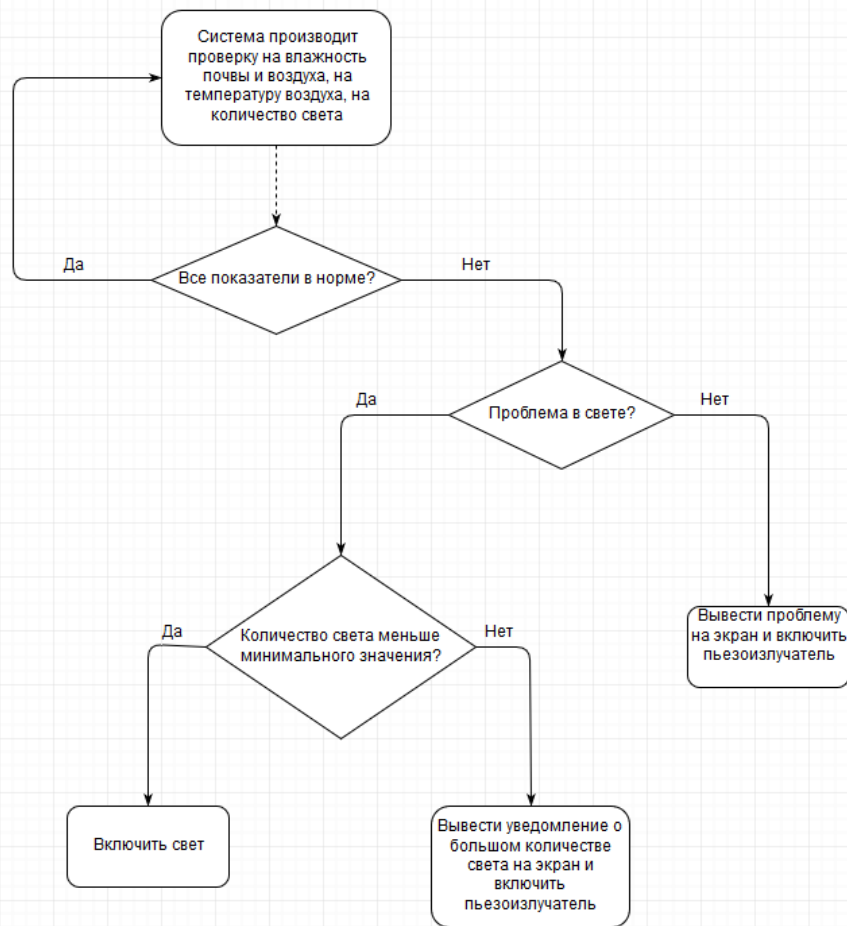 Система производит
проверку на влажность
почвы и воздуха, на
температуру воздуха, на
количество света
Да
Нет
Все показатели в норме?
Да
Нет
Проблема в свете?
Вывести проблему
на экран и включить
пьезоизлучатель
Да
Нет
Количество света меньше
минимального значения?
Включить свет
Вывести уведомление о
большом количестве
света на экран и
включить
пьезоизлучатель